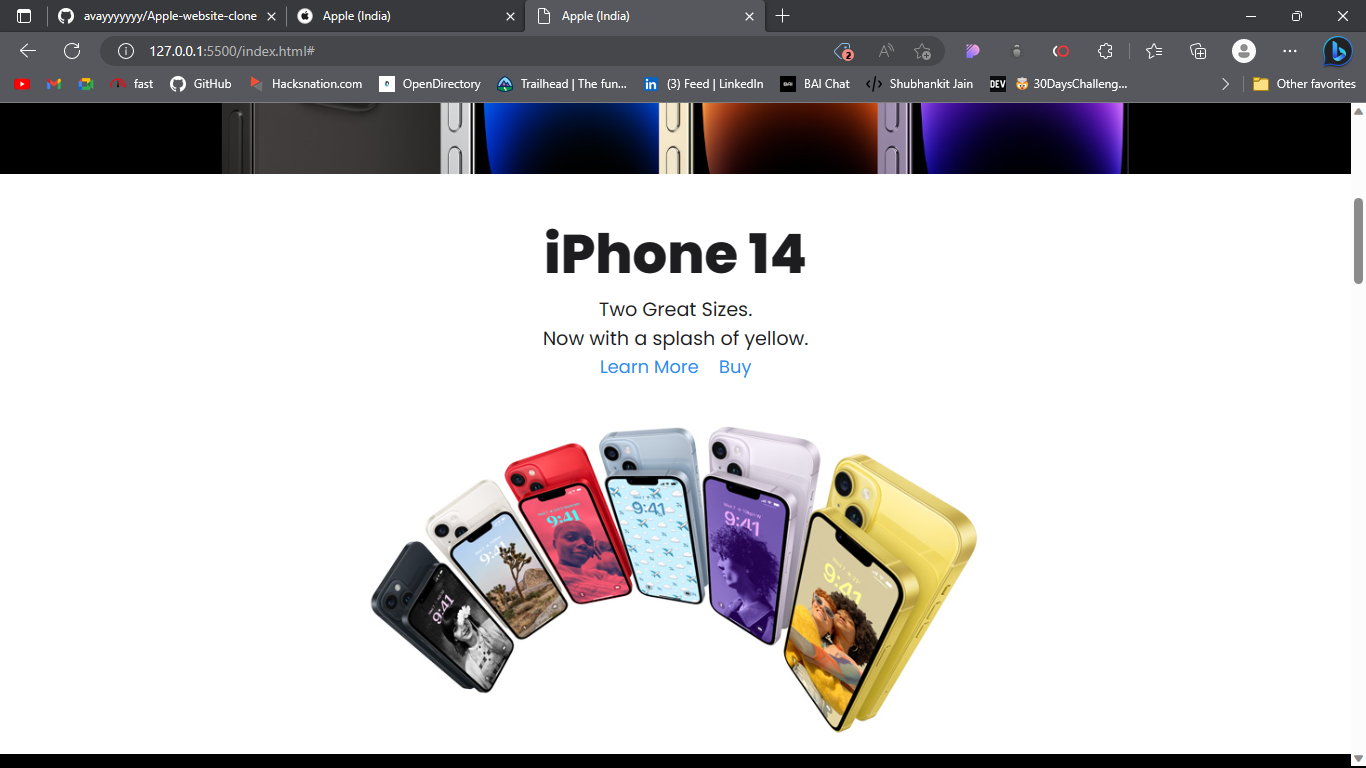 avayyyyyyy/Apple-website-clone
Apple (India)
Apple (India)
127.0.0.1:5500/index.html#
2
fast
GitHub
Hacksnation.com
OpenDirectory
Trailhead | The fun...
(3) Feed | LinkedIn
BAI Chat
Shubhankit Jain
DEV
30DaysChalleng...
Other favorites
iPhone 14
Two Great Sizes.
Now with a splash of yellow.
Learn More Buy
9:41
9:41
9:41
9:41
9:41
9:41